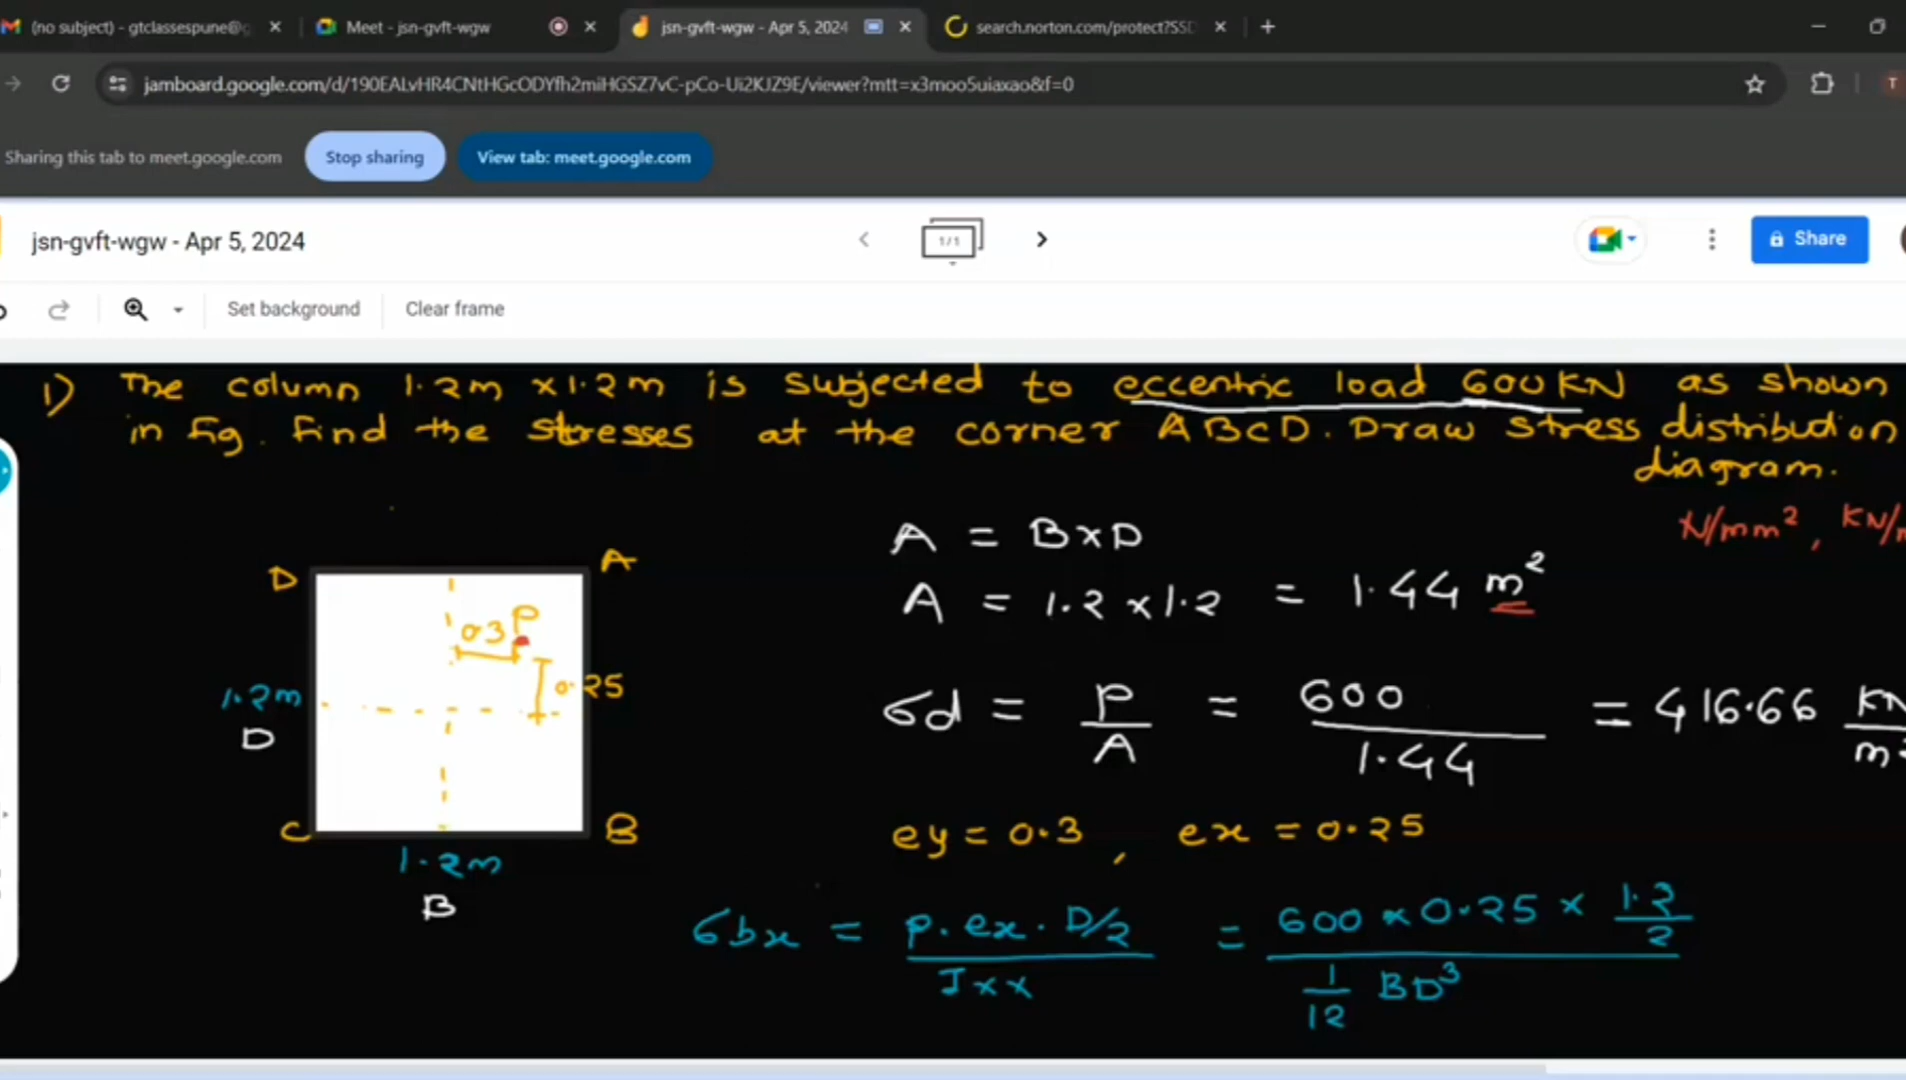 (no subject) - gtclassespune@g
Meet - jsn-gvft-wgw
jsn-gvft-wgw - Apr 5, 2024
search.norton.com/protect?SSD
jamboard.google.com/d/190EALvHR4CNtHGcODYfh2miHGSZ7vC-pCo-Ui2KJZ9E/viewer?mtt=x3moo5uiaxao&f=0
T
Sharing this tab to meet.google.com
Stop sharing
View tab: meet.google.com
jsn-gvft-wgw - Apr 5, 2024
1/1
Share
Set background
Clear frame
1) The column 1.2m x 1.2m is subjected to eccentric load 600KN as shown
in fig. Find the stresses at the corner ABCD. Draw stress distribution
diagram.
N/mm², KN/
A = B×D
A = 1.2 ×1.2 = 1.44 m²
D
A
P
0.3
0.25
1.2m
D
C
B
1.2m
B
σd = P/A = 600/1.44 = 416.66 KN/m²
ey = 0.3 , ex = 0.25
σbx = P.ex.D/2 / Ixx = 600 × 0.25 × 1.2/2 / 1/12 BD³